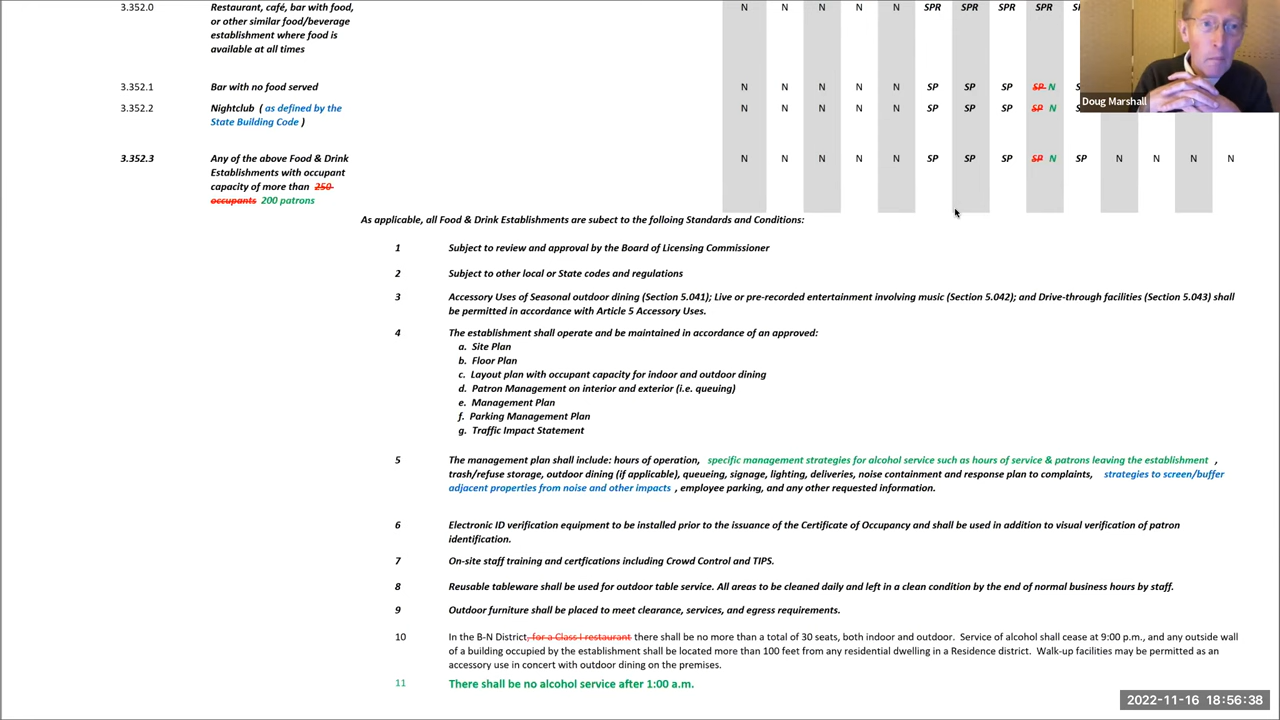 3.352.0 Restaurant, café, bar with food, N N N N N SPR SPR SPR SPR
or other similar food/beverage
establishment where food is
available at all times
3.352.1 Bar with no food served N N N N N SP SP SP SP N
3.352.2 Nightclub ( as defined by the N N N N N SP SP SP SP N
State Building Code )
3.352.3 Any of the above Food & Drink N N N N N SP SP SP SP N SP N N N N
Establishments with occupant
capacity of more than 250
occupants 200 patrons
As applicable, all Food & Drink Establishments are subect to the folloing Standards and Conditions:
1 Subject to review and approval by the Board of Licensing Commissioner
2 Subject to other local or State codes and regulations
3 Accessory Uses of Seasonal outdoor dining (Section 5.041); Live or pre-recorded entertainment involving music (Section 5.042); and Drive-through facilities (Section 5.043) shall
be permitted in accordance with Article 5 Accessory Uses.
4 The establishment shall operate and be maintained in accordance of an approved:
a. Site Plan
b. Floor Plan
c. Layout plan with occupant capacity for indoor and outdoor dining
d. Patron Management on interior and exterior (i.e. queuing)
e. Management Plan
f. Parking Management Plan
g. Traffic Impact Statement
5 The management plan shall include: hours of operation, specific management strategies for alcohol service such as hours of service & patrons leaving the establishment ,
trash/refuse storage, outdoor dining (if applicable), queueing, signage, lighting, deliveries, noise containment and response plan to complaints, strategies to screen/buffer
adjacent properties from noise and other impacts , employee parking, and any other requested information.
6 Electronic ID verification equipment to be installed prior to the issuance of the Certificate of Occupancy and shall be used in addition to visual verification of patron
identification.
7 On-site staff training and certfications including Crowd Control and TIPS.
8 Reusable tableware shall be used for outdoor table service. All areas to be cleaned daily and left in a clean condition by the end of normal business hours by staff.
9 Outdoor furniture shall be placed to meet clearance, services, and egress requirements.
10 In the B-N District, for a Class I restaurant there shall be no more than a total of 30 seats, both indoor and outdoor. Service of alcohol shall cease at 9:00 p.m., and any outside wall
of a building occupied by the establishment shall be located more than 100 feet from any residential dwelling in a Residence district. Walk-up facilities may be permitted as an
accessory use in concert with outdoor dining on the premises.
11 There shall be no alcohol service after 1:00 a.m.
Doug Marshall
2022-11-16 18:56:38